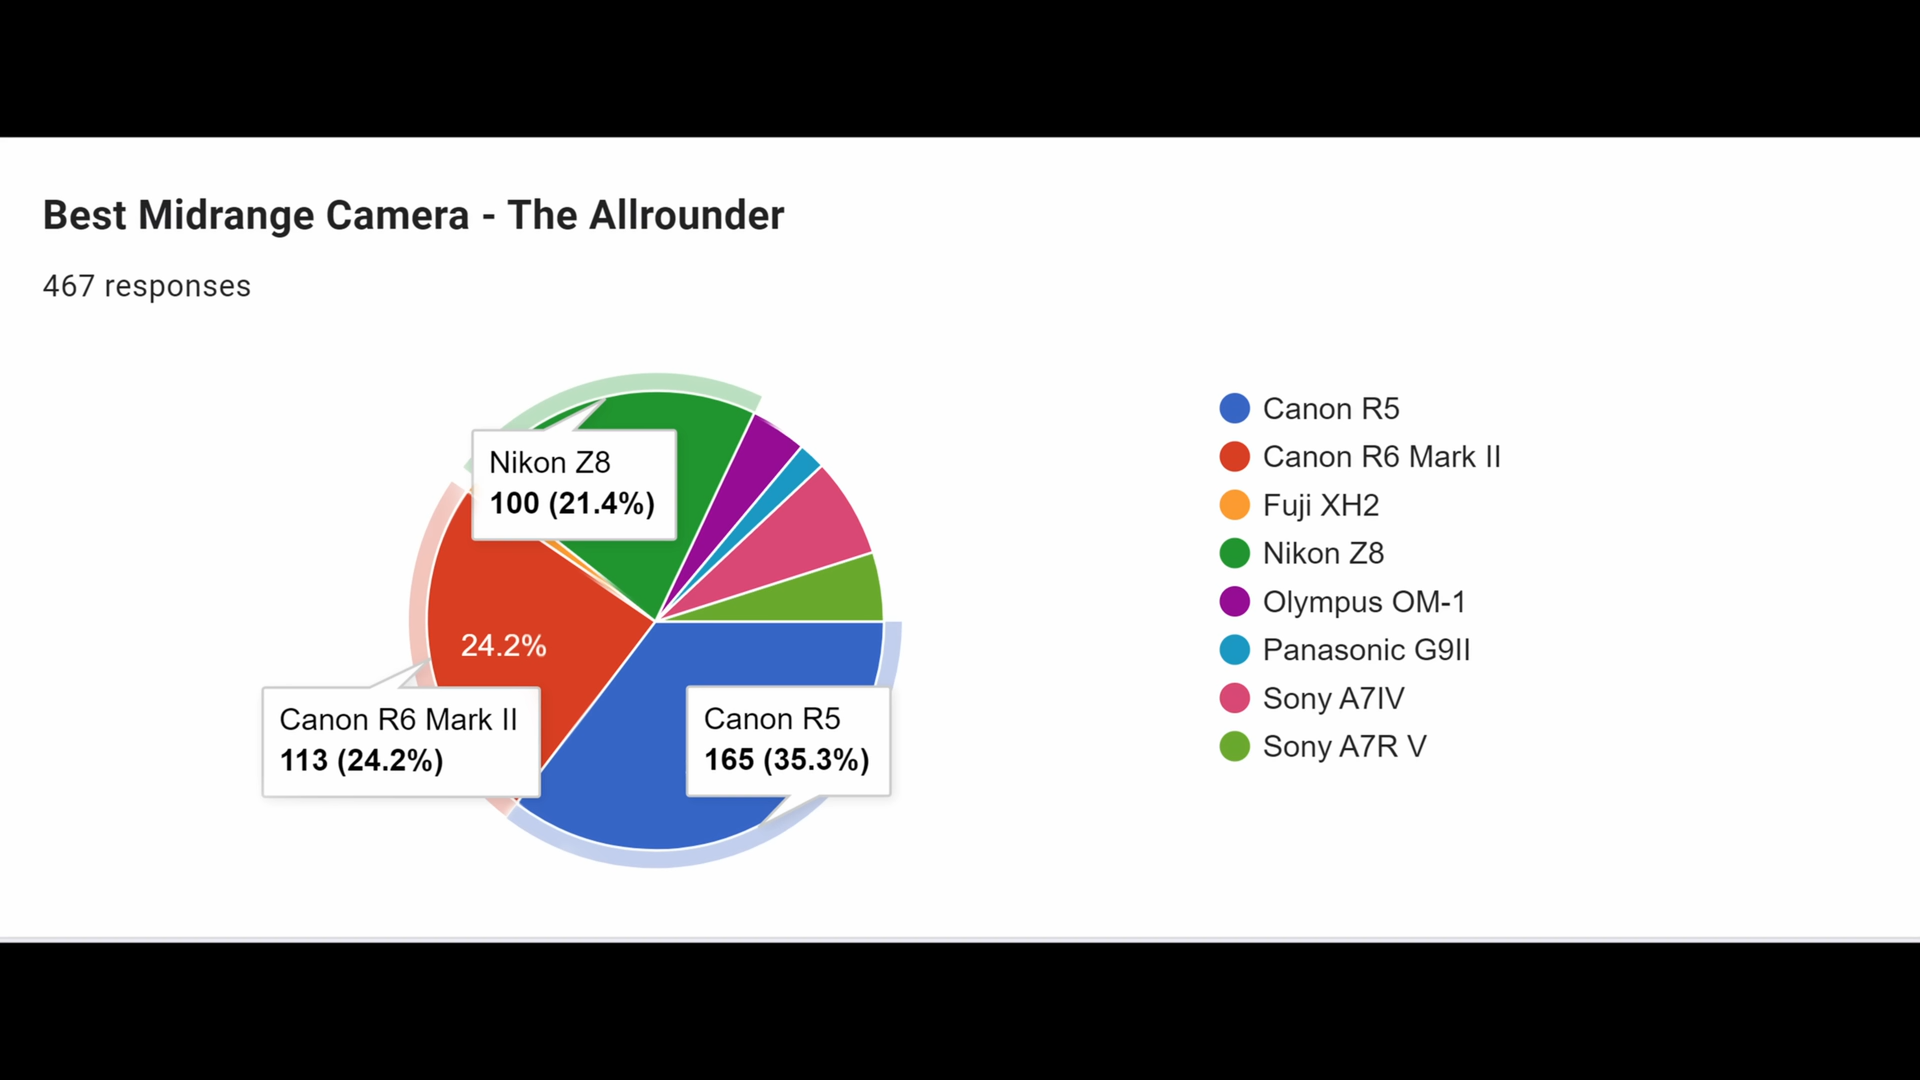 Best Midrange Camera - The Allrounder
467 responses
Nikon Z8
100 (21.4%)
24.2%
Canon R6 Mark II
113 (24.2%)
Canon R5
165 (35.3%)
Canon R5
Canon R6 Mark II
Fuji XH2
Nikon Z8
Olympus OM-1
Panasonic G9II
Sony A7IV
Sony A7R V